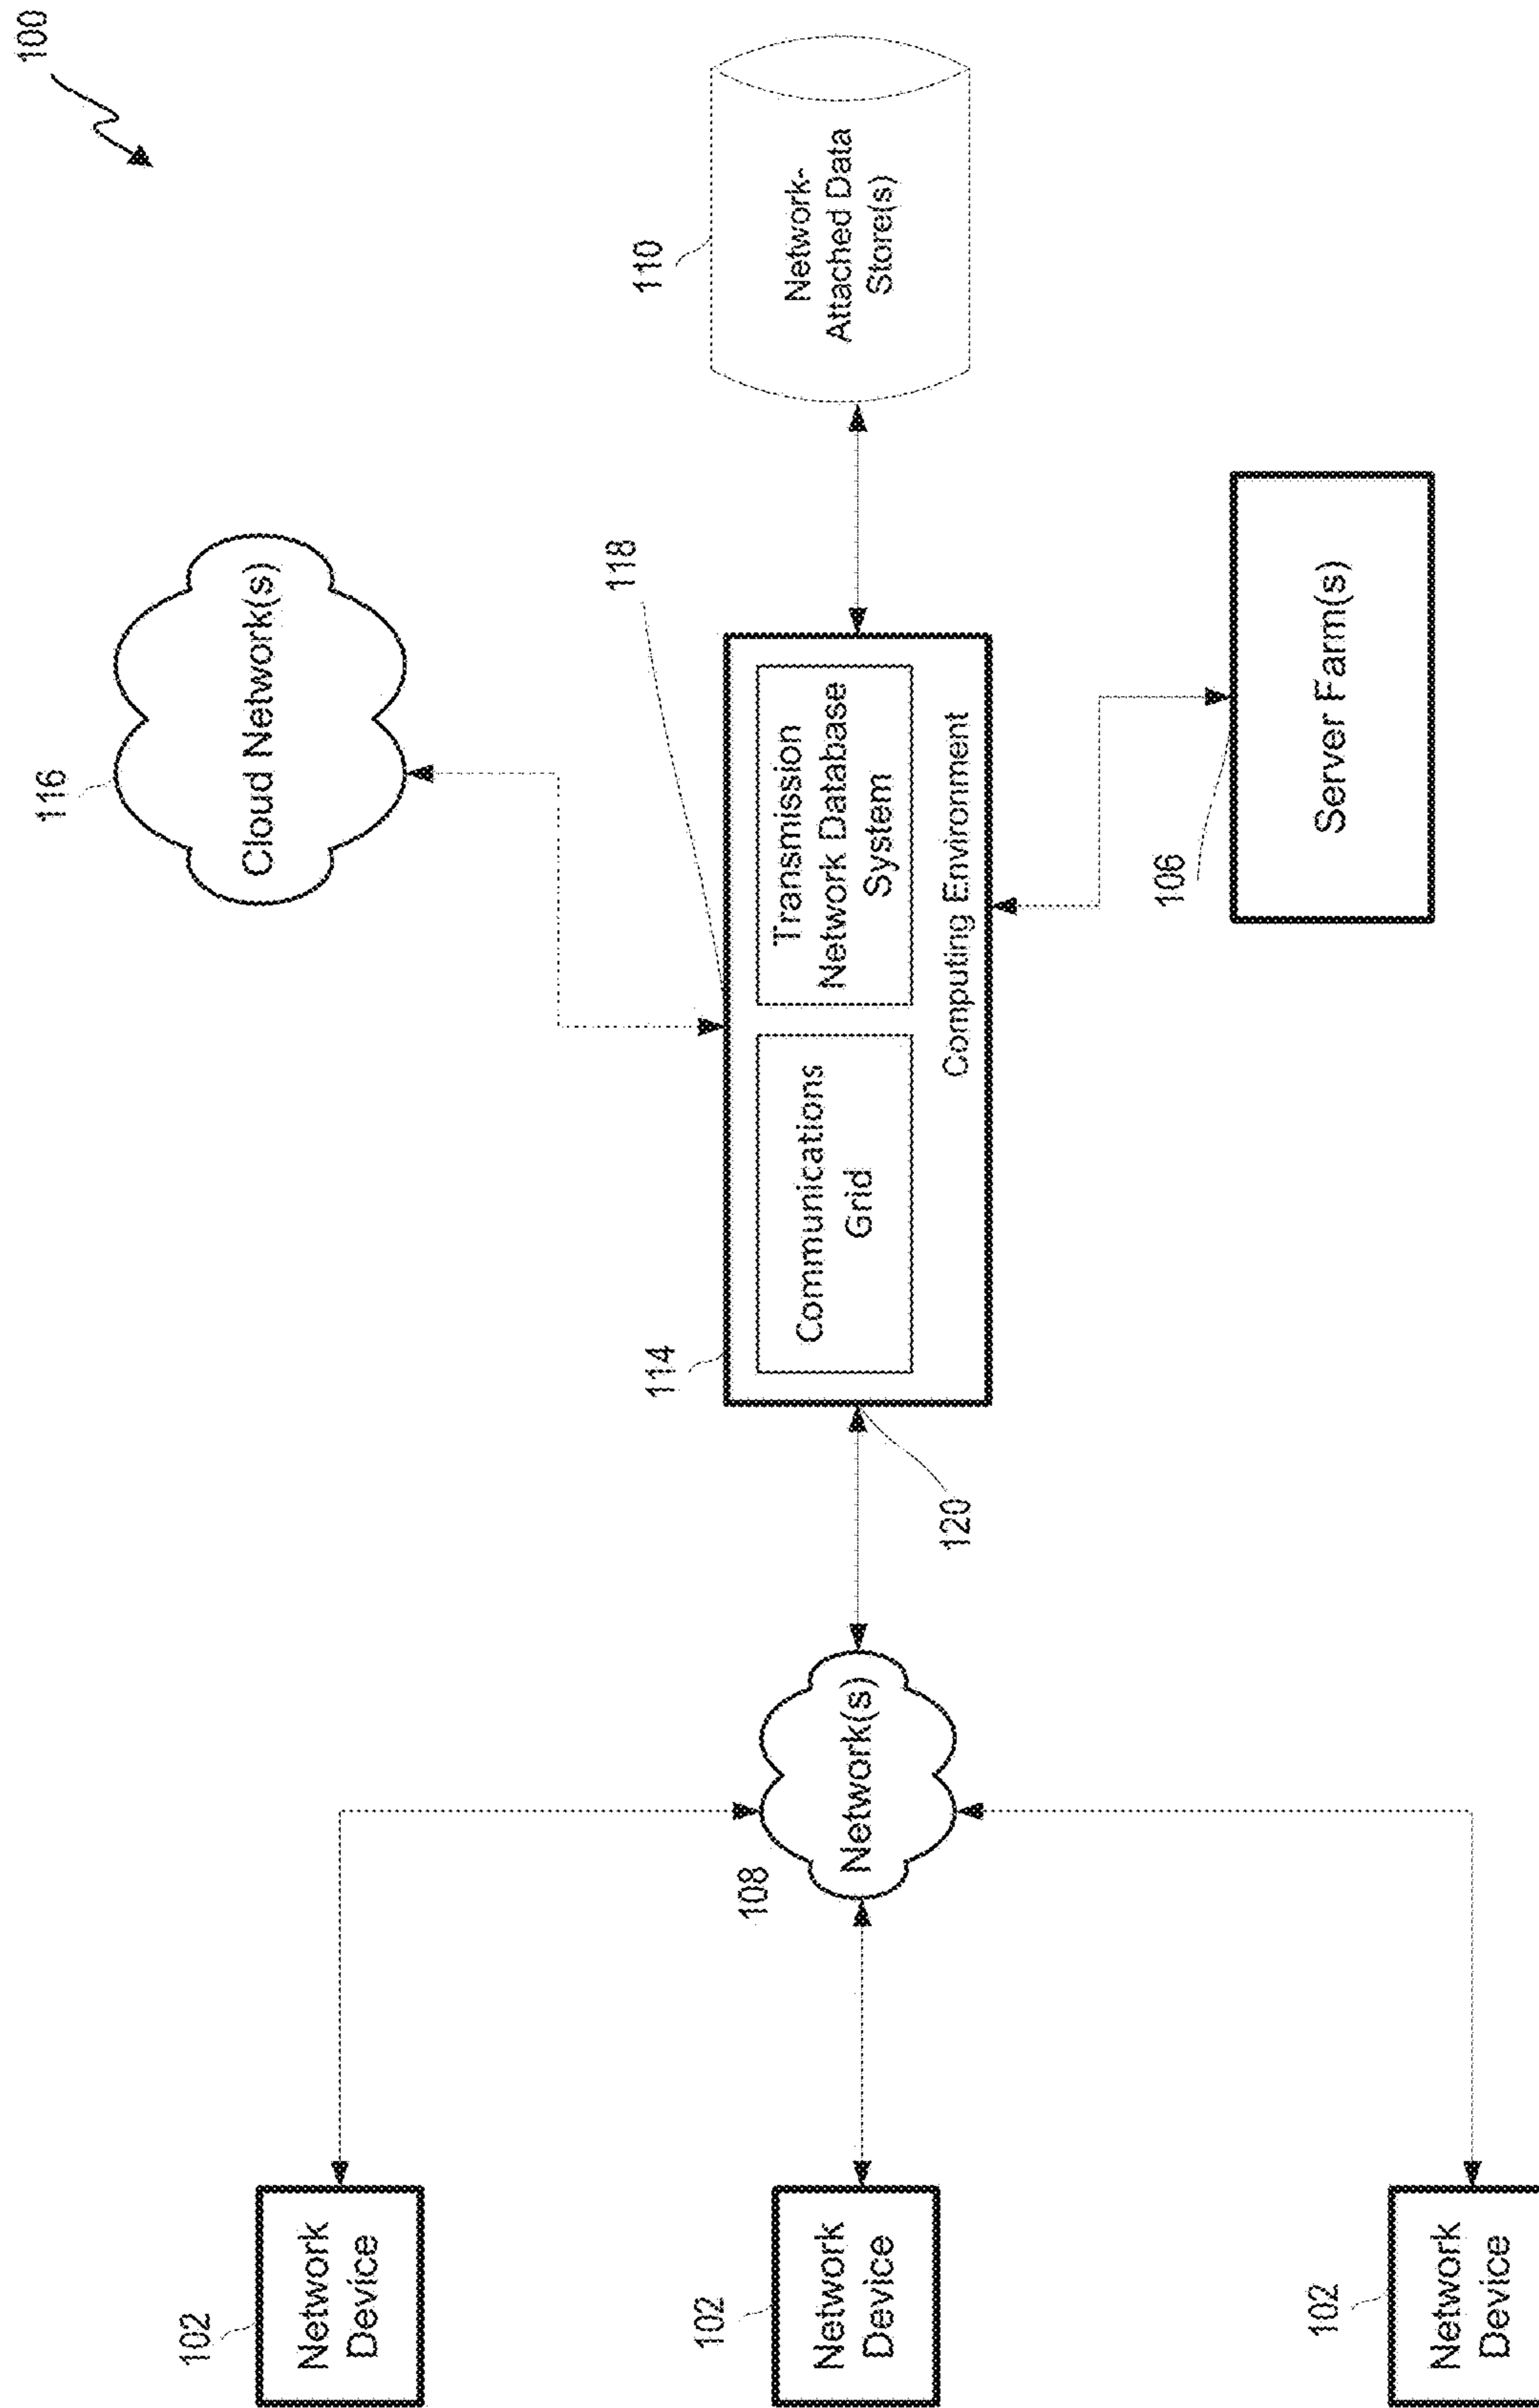 100
116
Cloud Network(s)
110
Network-
Attached Data
Store(s)
118
114
Communications
Grid
Transmission
Network Database
System
Computing Environment
120
106
Server Farm(s)
108
Network(s)
102
Network
Device
102
Network
Device
102
Network
Device